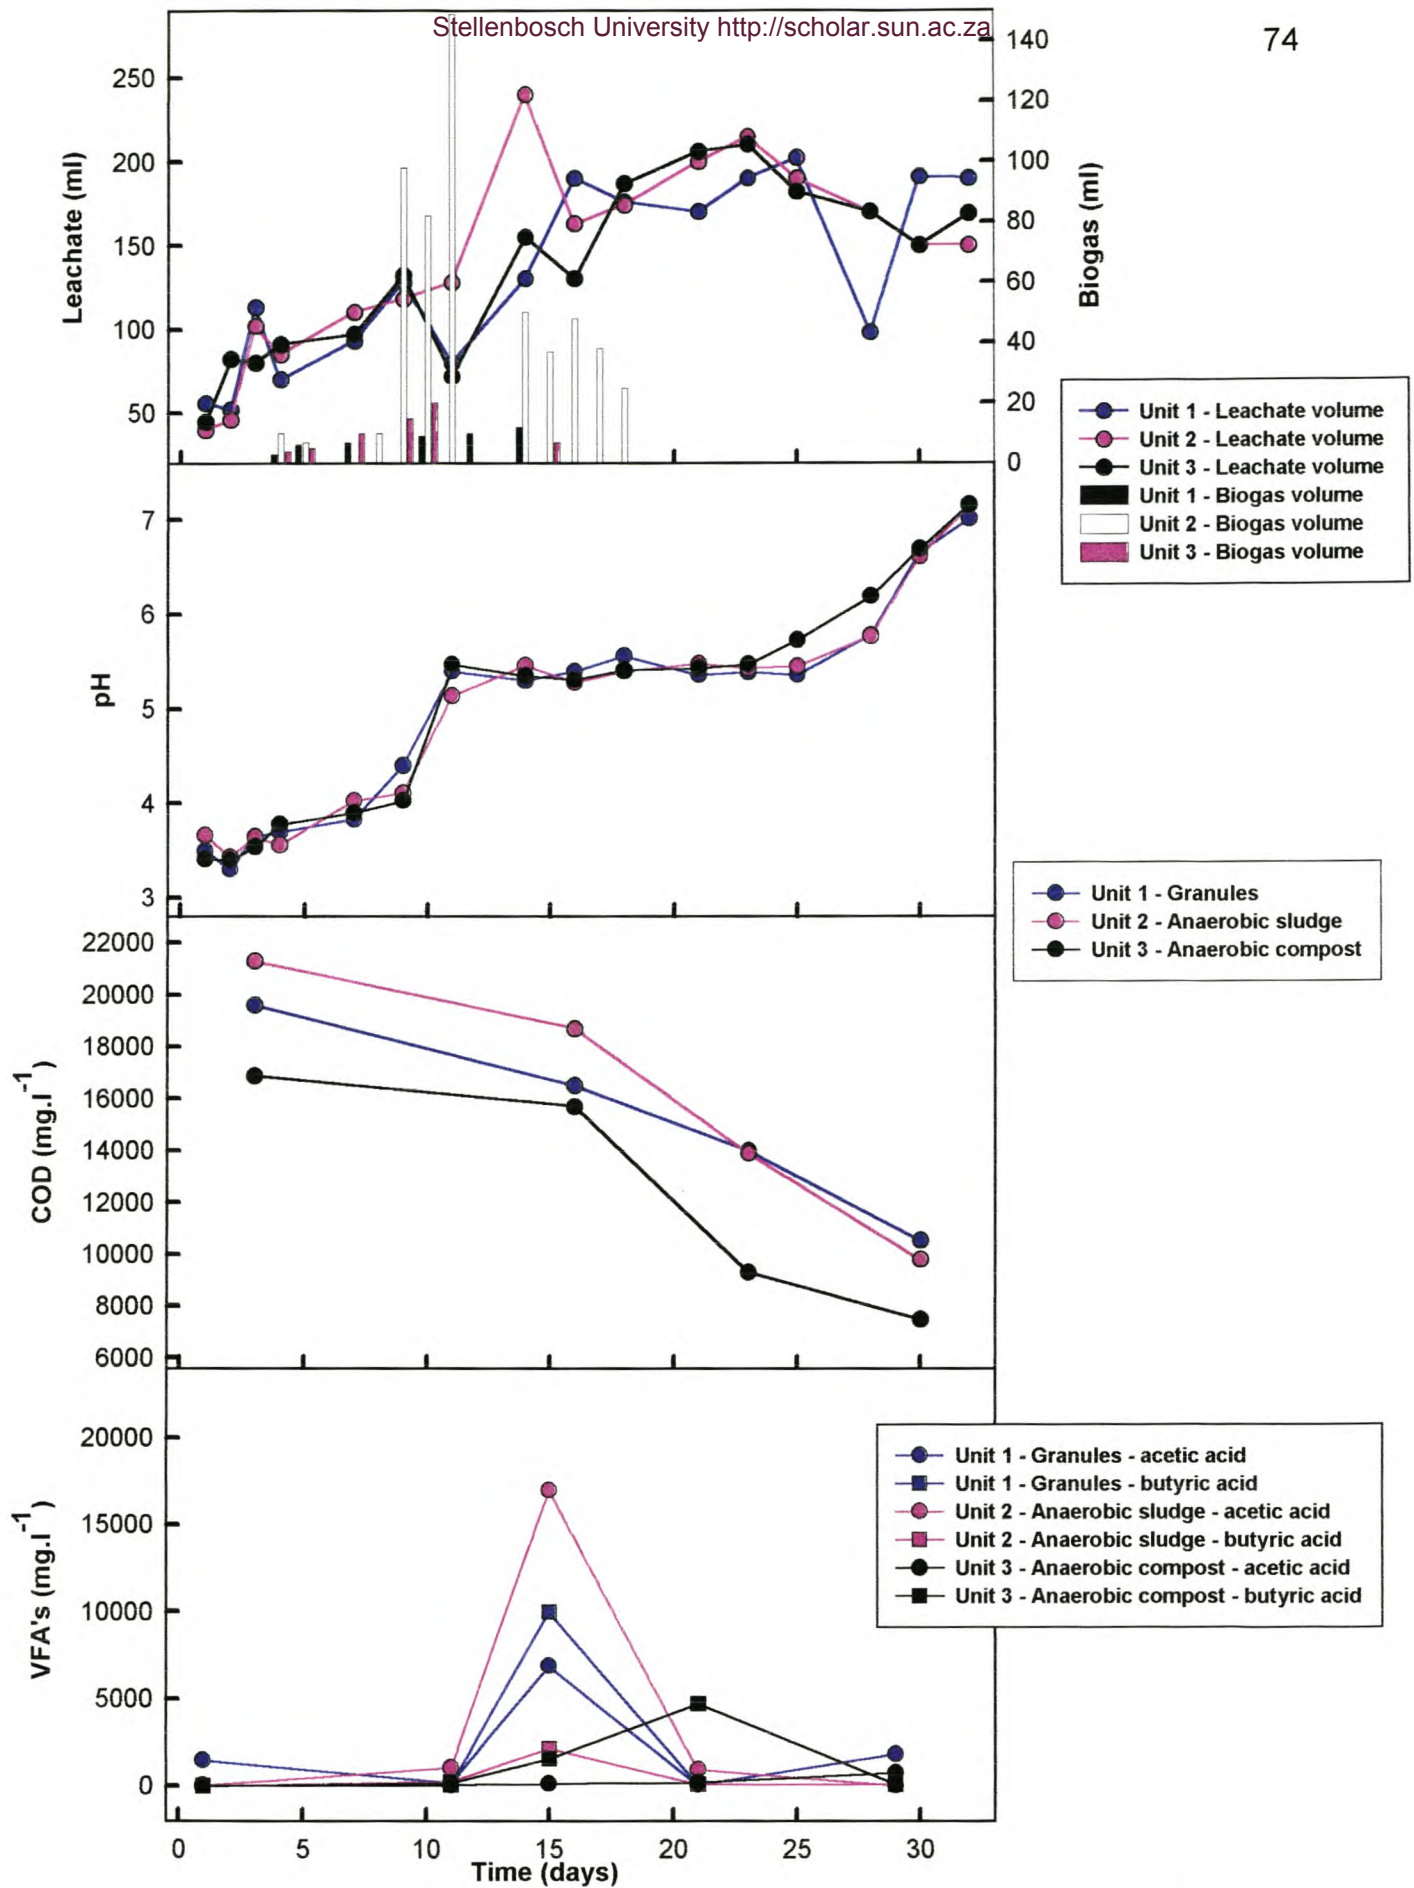 Stellenbosch University http://scholar.sun.ac.za
74
250
200
150
100
50
Leachate (ml)
140
120
100
80
60
40
20
0
Biogas (ml)
Unit 1 - Leachate volume
Unit 2 - Leachate volume
Unit 3 - Leachate volume
Unit 1 - Biogas volume
Unit 2 - Biogas volume
Unit 3 - Biogas volume
7
6
5
4
3
pH
Unit 1 - Granules
Unit 2 - Anaerobic sludge
Unit 3 - Anaerobic compost
22000
20000
18000
16000
14000
12000
10000
8000
6000
COD (mg.l⁻¹)
20000
15000
10000
5000
0
VFA's (mg.l⁻¹)
Unit 1 - Granules - acetic acid
Unit 1 - Granules - butyric acid
Unit 2 - Anaerobic sludge - acetic acid
Unit 2 - Anaerobic sludge - butyric acid
Unit 3 - Anaerobic compost - acetic acid
Unit 3 - Anaerobic compost - butyric acid
0 5 10 15 20 25 30
Time (days)